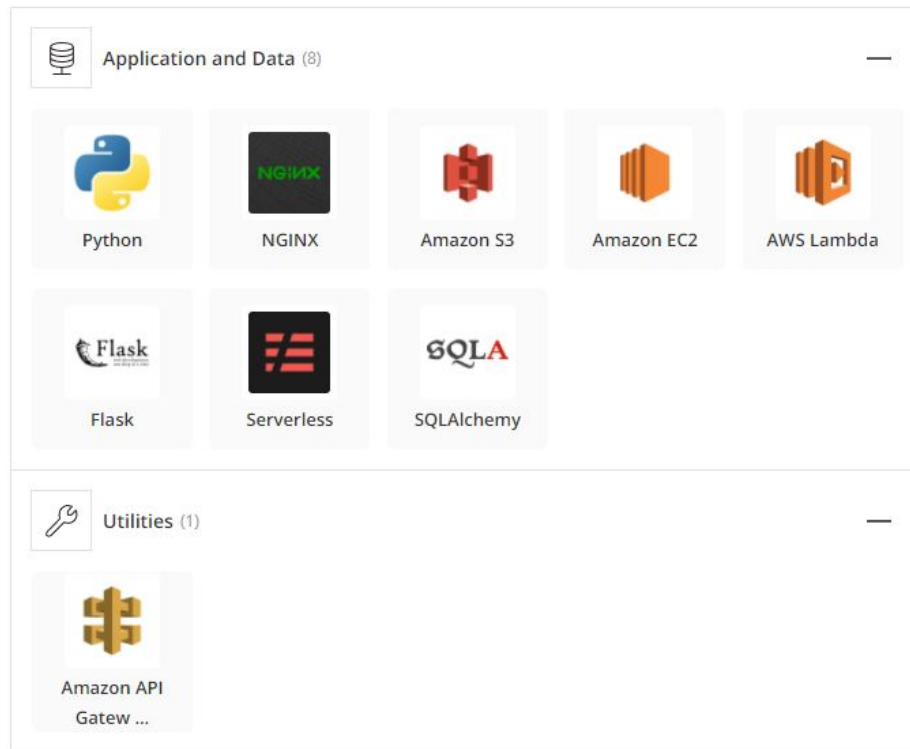 Application and Data (8)
NGINX
Python
NGINX
Amazon S3
Amazon EC2
AWS Lambda
Flask
SQLA
Flask
Serverless
SQLAlchemy
Utilities (1)
Amazon API
Gatew ...